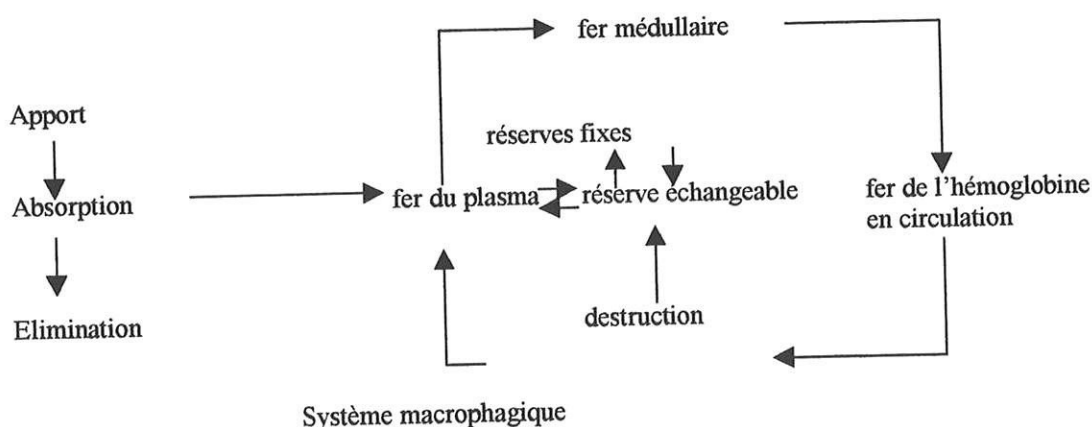 fer médullaire
Apport
réserves fixes
Absorption
fer du plasma
réserve échangeable
fer de l'hémoglobine
en circulation
Elimination
destruction
Système macrophagique